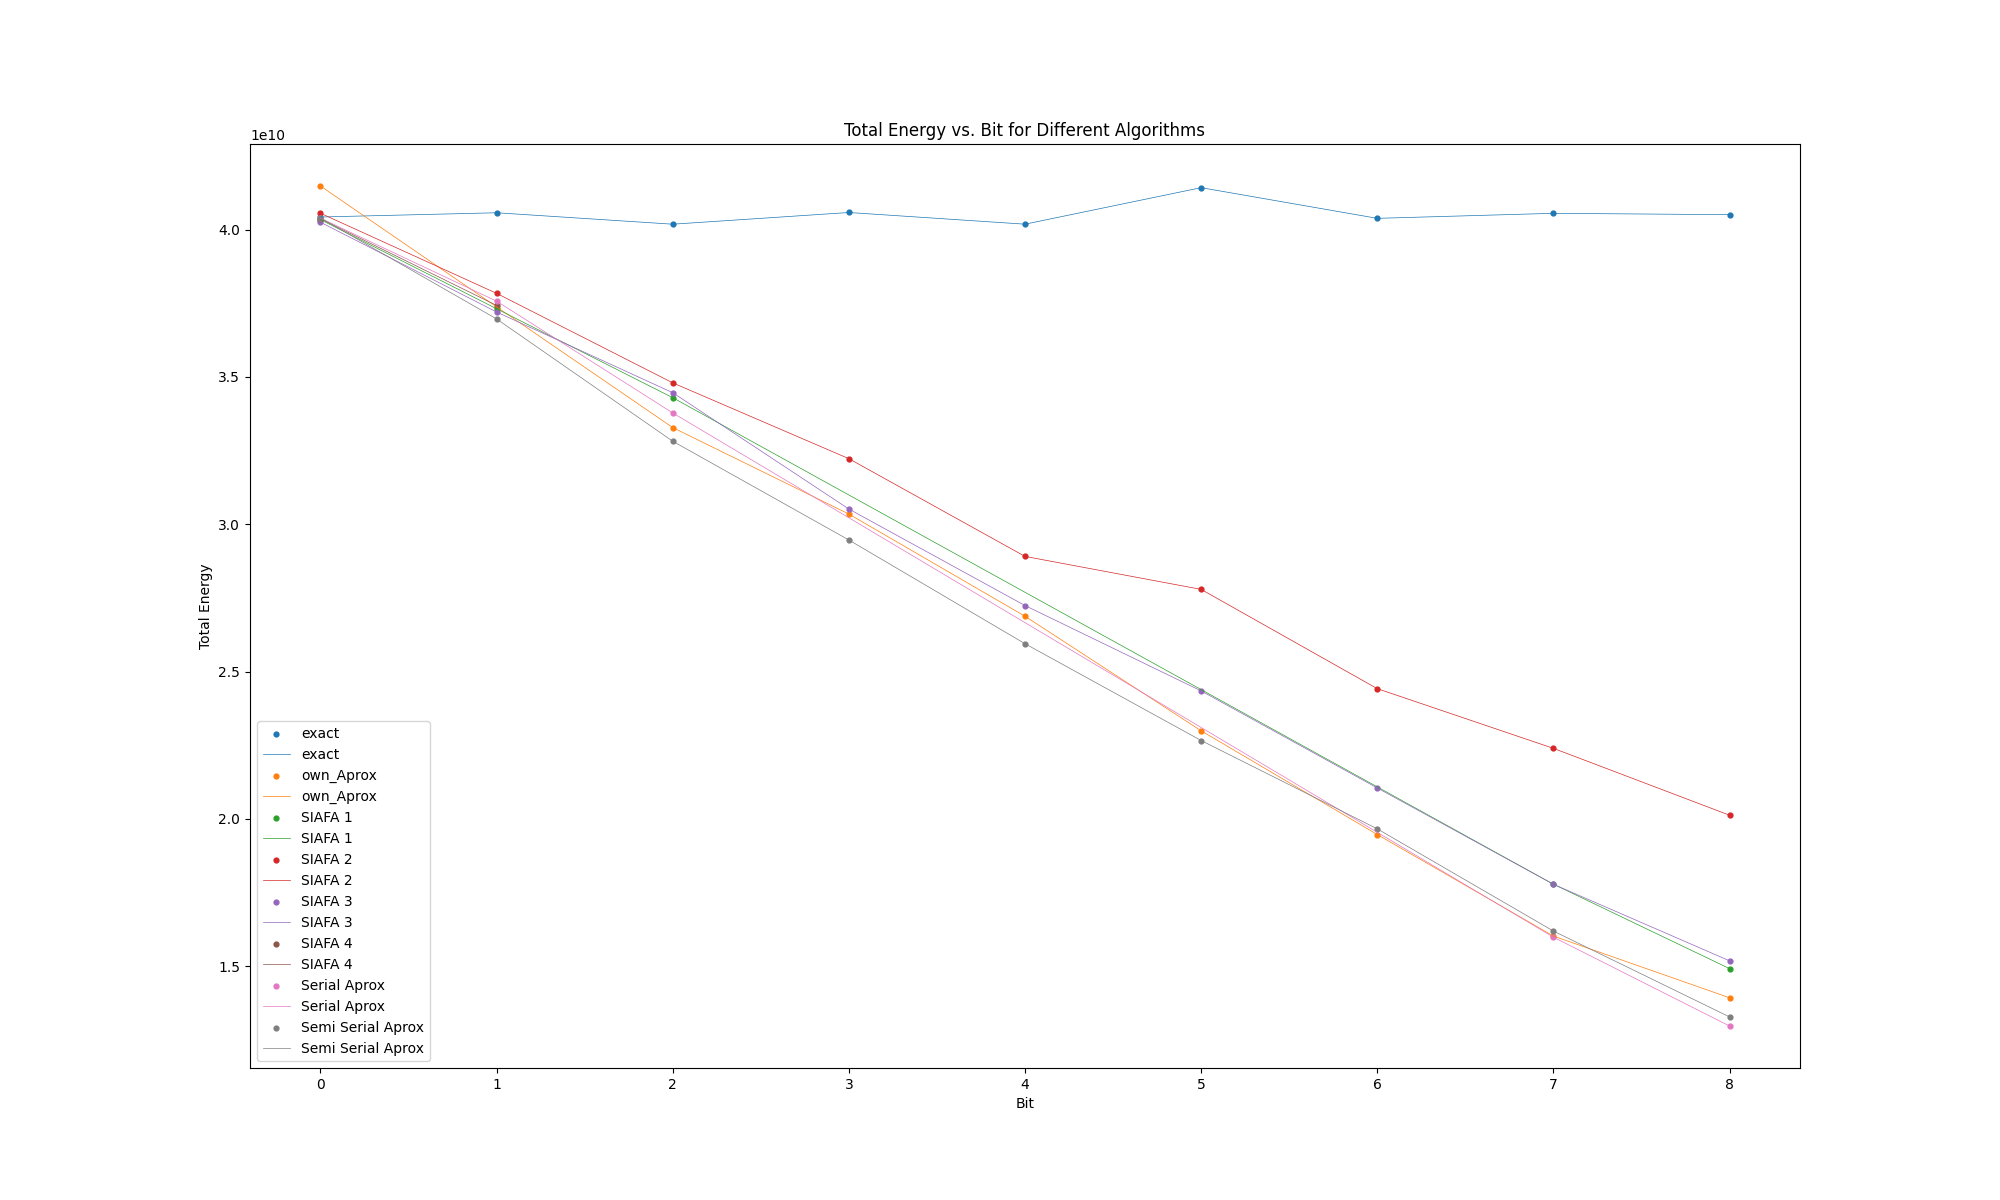 Total Energy vs. Bit for Different Algorithms
1e10
4.0
3.5
3.0
2.5
2.0
1.5
Total Energy
exact
exact
own_Aprox
own_Aprox
SIAFA 1
SIAFA 1
SIAFA 2
SIAFA 2
SIAFA 3
SIAFA 3
SIAFA 4
SIAFA 4
Serial Aprox
Serial Aprox
Semi Serial Aprox
Semi Serial Aprox
0 1 2 3 4 5 6 7 8
Bit